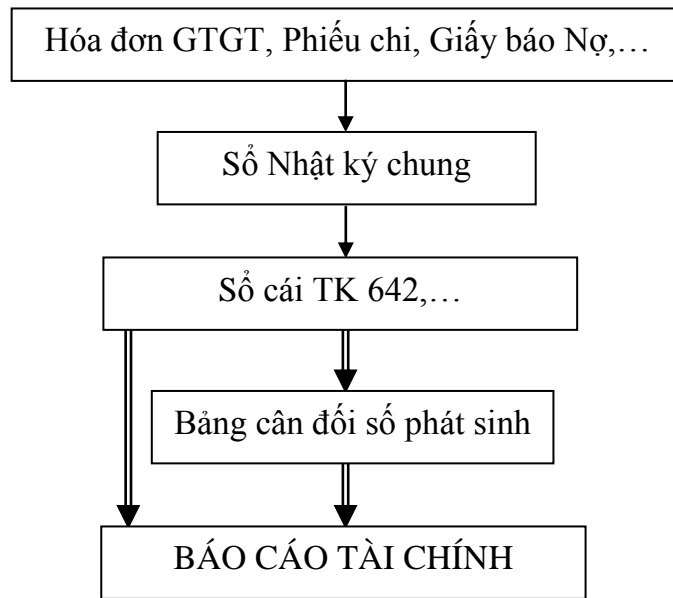 Hóa đơn GTGT, Phiếu chi, Giấy báo Nợ,…
Sổ Nhật ký chung
Sổ cái TK 642,…
Bảng cân đối số phát sinh
BÁO CÁO TÀI CHÍNH